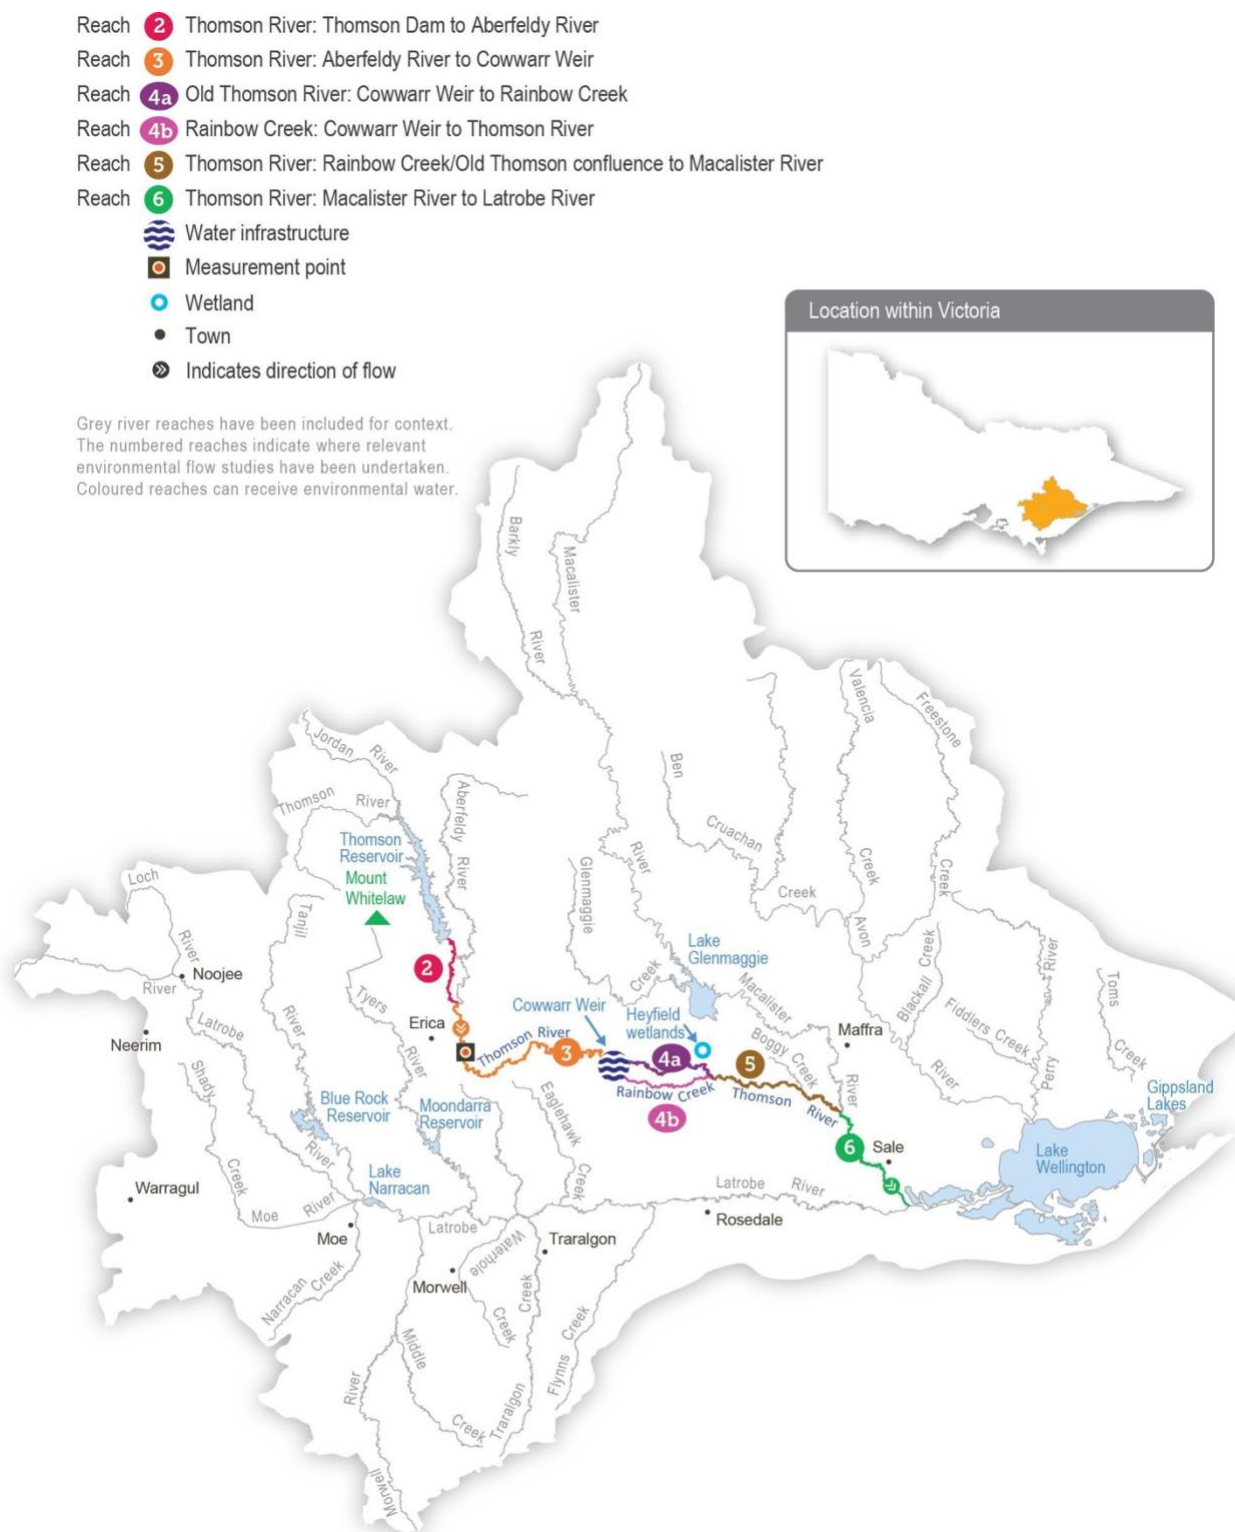 Reach 2 Thomson River: Thomson Dam to Aberfeldy River
Reach 3 Thomson River: Aberfeldy River to Cowwarr Weir
Reach 4a Old Thomson River: Cowwarr Weir to Rainbow Creek
Reach 4b Rainbow Creek: Cowwarr Weir to Thomson River
Reach 5 Thomson River: Rainbow Creek/Old Thomson confluence to Macalister River
Reach 6 Thomson River: Macalister River to Latrobe River
Water infrastructure
Measurement point
Wetland
Town
Indicates direction of flow
Grey river reaches have been included for context.
The numbered reaches indicate where relevant
environmental flow studies have been undertaken.
Coloured reaches can receive environmental water.
Location within Victoria
Barkly
River
Macalister
River
Jordan
River
Thomson
River
Aberfeldy
River
Thomson
Reservoir
Mount
Whitelaw
Ben
Cruachan
Creek
Valencia
Creek
Freestone
Creek
Glenmaggie
Creek
Loch
River
Tanjil
River
Noojee
River
Latrobe
River
Neerim
Shady
Creek
Tyers
River
2
Erica
Thomson River
3
Cowwarr Weir
Heyfield
wetlands
Lake
Glenmaggie
Macalister
River
Boggy
Creek
Maffra
4a
Rainbow Creek
4b
5
Thomson
River
6
Sale
Avon
River
Blackall Creek
Fiddlers Creek
Perry
River
Toms
Creek
Gippsland
Lakes
Lake
Wellington
Blue Rock
Reservoir
Moondarra
Reservoir
Eaglehawk
Creek
Lake
Narracan
Warragul
Moe
River
Moe
Latrobe
Latrobe River
Rosedale
Traralgon
Waterhole
Creek
Morwell
Narracan
Creek
Middle
Creek
Traralgon
Creek
Flynns
Creek
Morwell
River